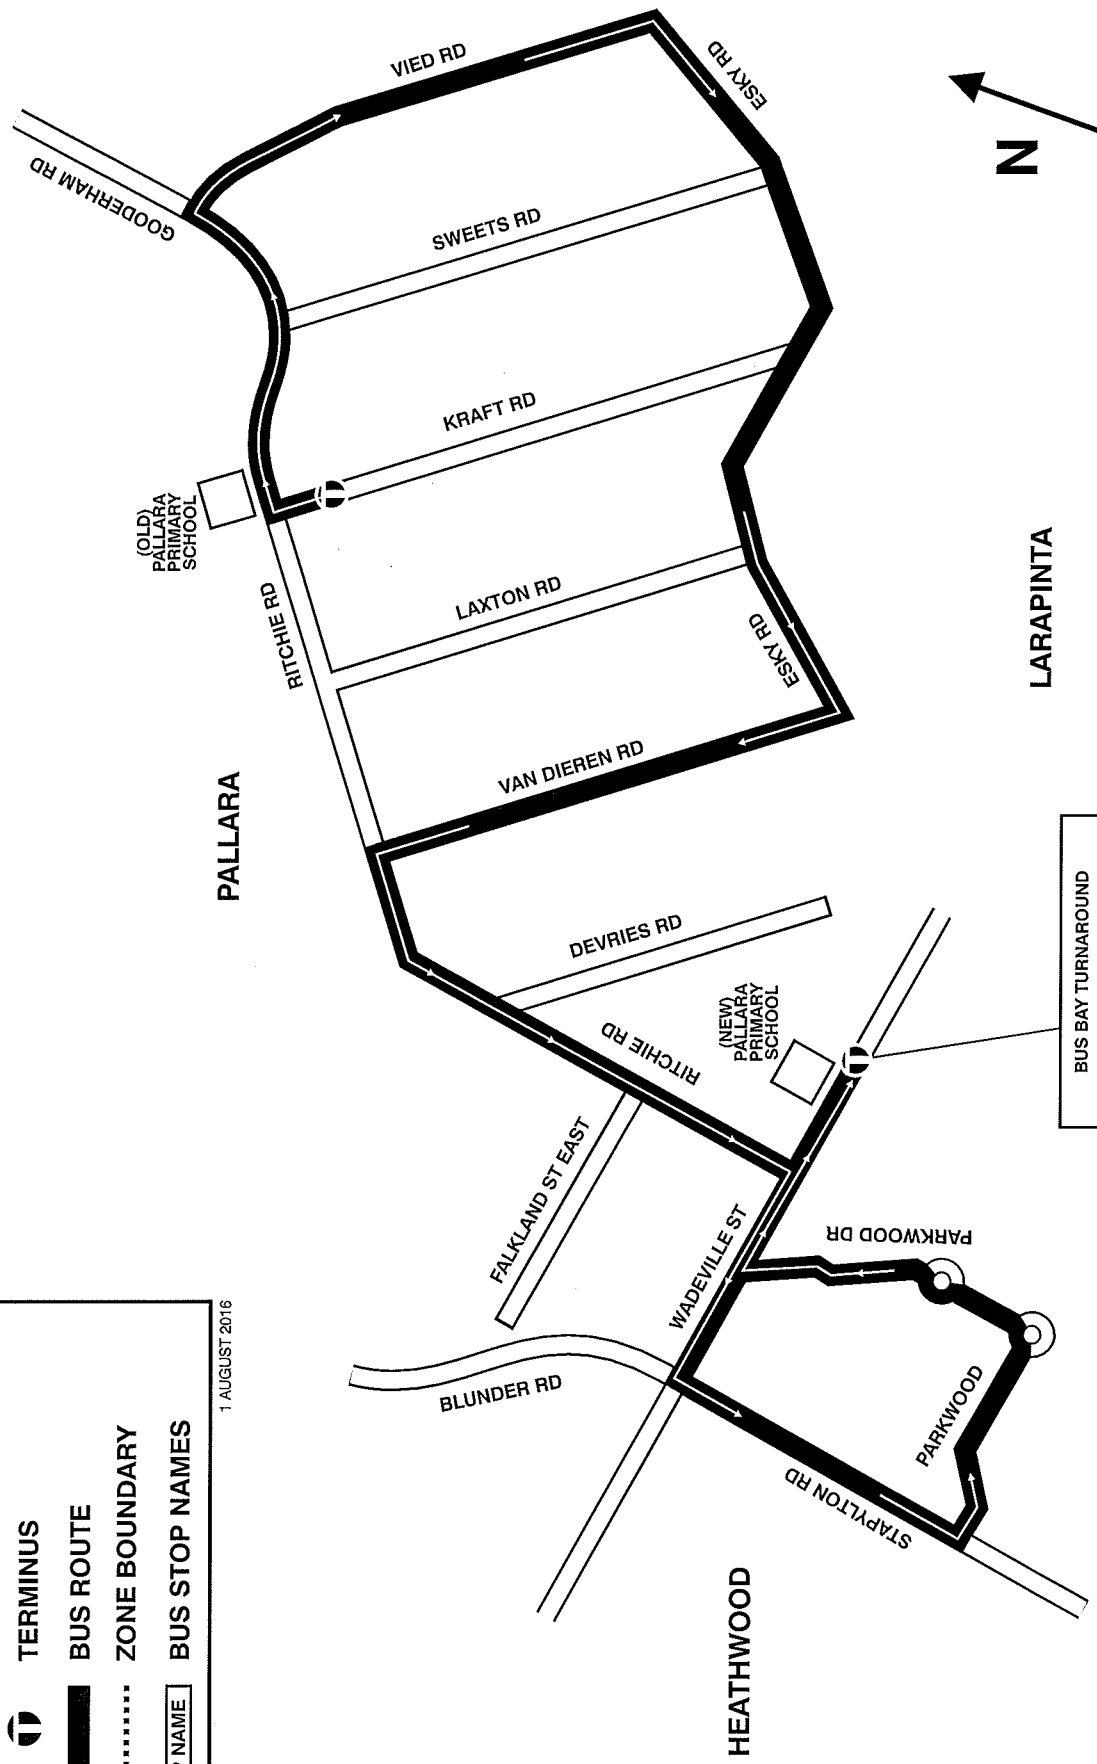 TERMINUS
BUS ROUTE
ZONE BOUNDARY
NAME
BUS STOP NAMES
1 AUGUST 2016
GOODERHAM RD
VIED RD
ESKY RD
SWEETS RD
KRAFT RD
(OLD)
PALLARA
PRIMARY
SCHOOL
RITCHIE RD
LAXTON RD
ESKY RD
VAN DIEREN RD
PALLARA
LARAPINTA
N
DEVRIES RD
(NEW)
PALLARA
PRIMARY
SCHOOL
RITCHIE RD
FALKLAND ST EAST
WADEVILLE ST
PARKWOOD DR
PARKWOOD
BLUNDER RD
STAPYLTON RD
HEATHWOOD
BUS BAY TURNAROUND